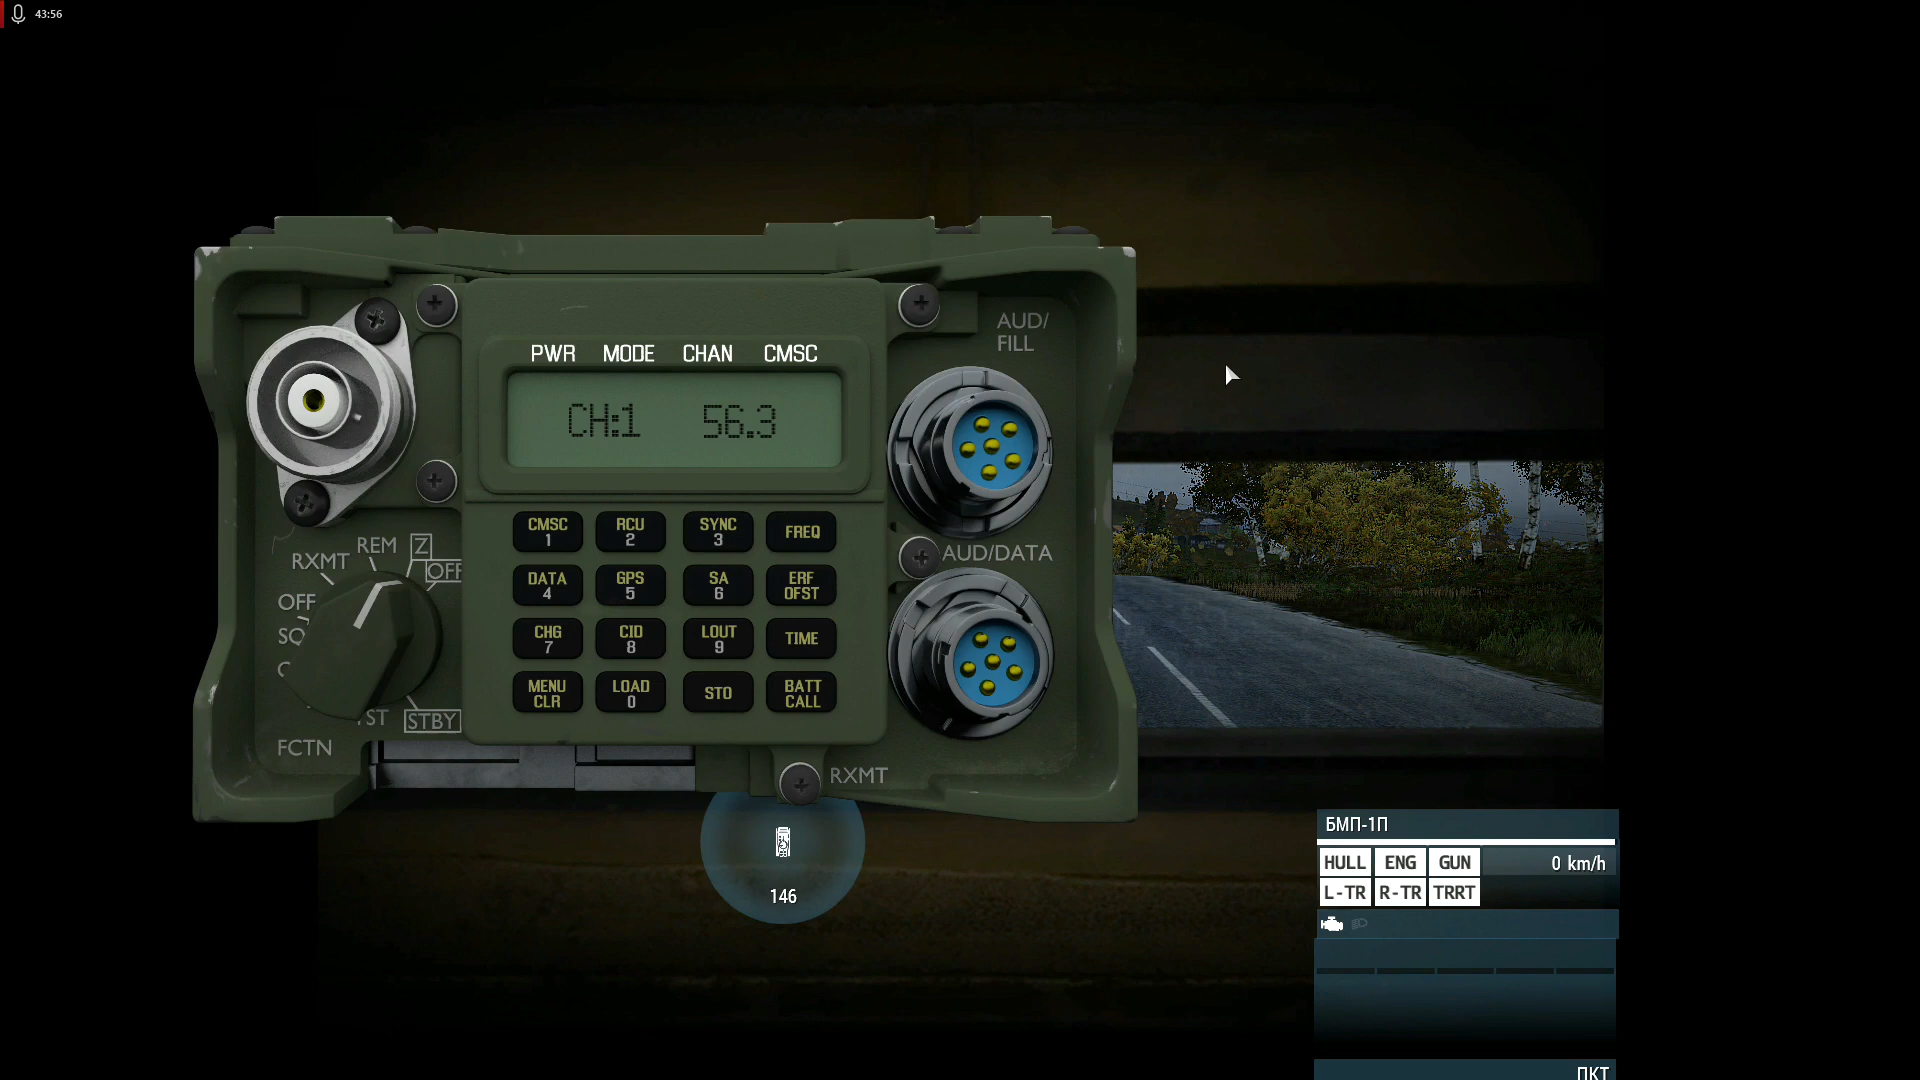 43:56
AUD/
FILL
PWR MODE CHAN CMSC
CH:1 56.3
CMSC
1
RCU
2
SYNC
3
FREQ
DATA
4
GPS
5
SA
6
ERF
OFST
CHG
7
CID
8
LOUT
9
TIME
MENU
CLR
LOAD
0
STO
BATT
CALL
REM
Z
RXMT
OFF
OFF
STBY
FCTN
AUD/DATA
RXMT
146
БМП-1П
HULL ENG GUN 0 km/h
L-TR R-TR TRRT
ПКТ